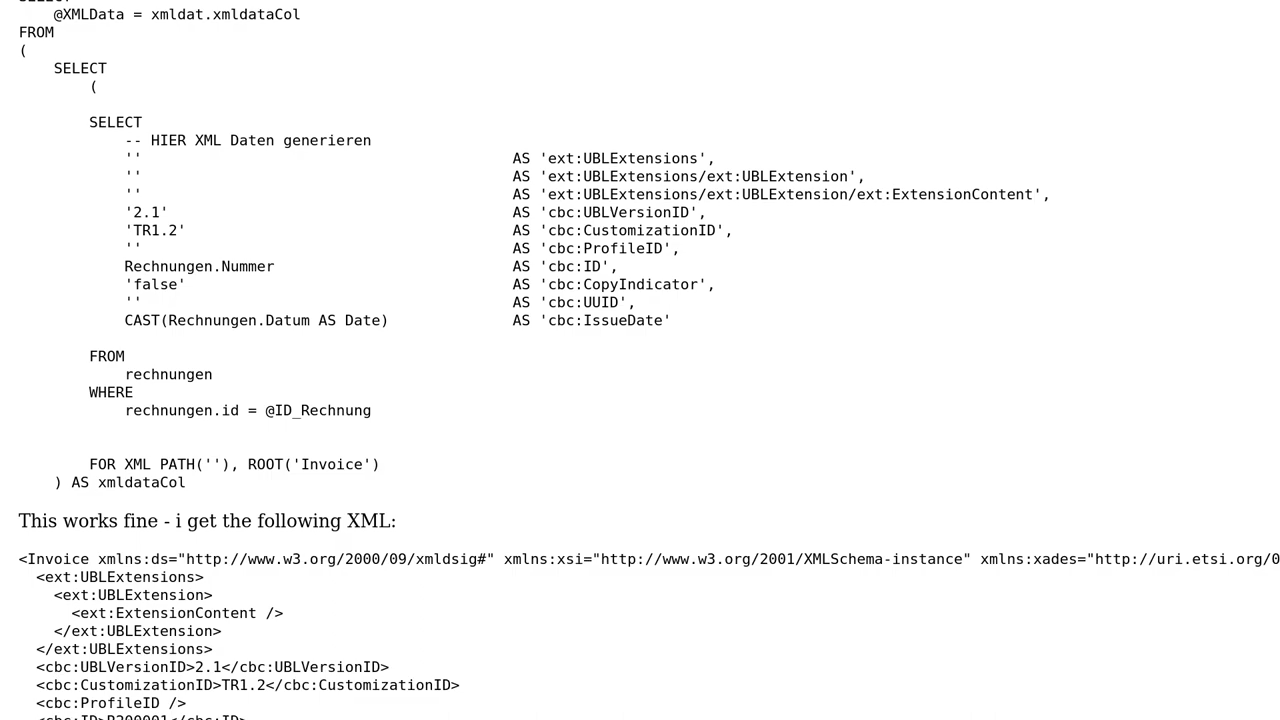 @XMLData = xmldat.xmldataCol
FROM
(
SELECT
(
SELECT
-- HIER XML Daten generieren
'' AS 'ext:UBLExtensions',
'' AS 'ext:UBLExtensions/ext:UBLExtension',
'' AS 'ext:UBLExtensions/ext:UBLExtension/ext:ExtensionContent',
'2.1' AS 'cbc:UBLVersionID',
'TR1.2' AS 'cbc:CustomizationID',
'' AS 'cbc:ProfileID',
Rechnungen.Nummer AS 'cbc:ID',
'false' AS 'cbc:CopyIndicator',
'' AS 'cbc:UUID',
CAST(Rechnungen.Datum AS Date) AS 'cbc:IssueDate'
FROM
rechnungen
WHERE
rechnungen.id = @ID_Rechnung
FOR XML PATH(''), ROOT('Invoice')
) AS xmldataCol
This works fine - i get the following XML:
<Invoice xmlns:ds="http://www.w3.org/2000/09/xmldsig#" xmlns:xsi="http://www.w3.org/2001/XMLSchema-instance" xmlns:xades="http://uri.etsi.org/0
<ext:UBLExtensions>
<ext:UBLExtension>
<ext:ExtensionContent />
</ext:UBLExtension>
</ext:UBLExtensions>
<cbc:UBLVersionID>2.1</cbc:UBLVersionID>
<cbc:CustomizationID>TR1.2</cbc:CustomizationID>
<cbc:ProfileID />